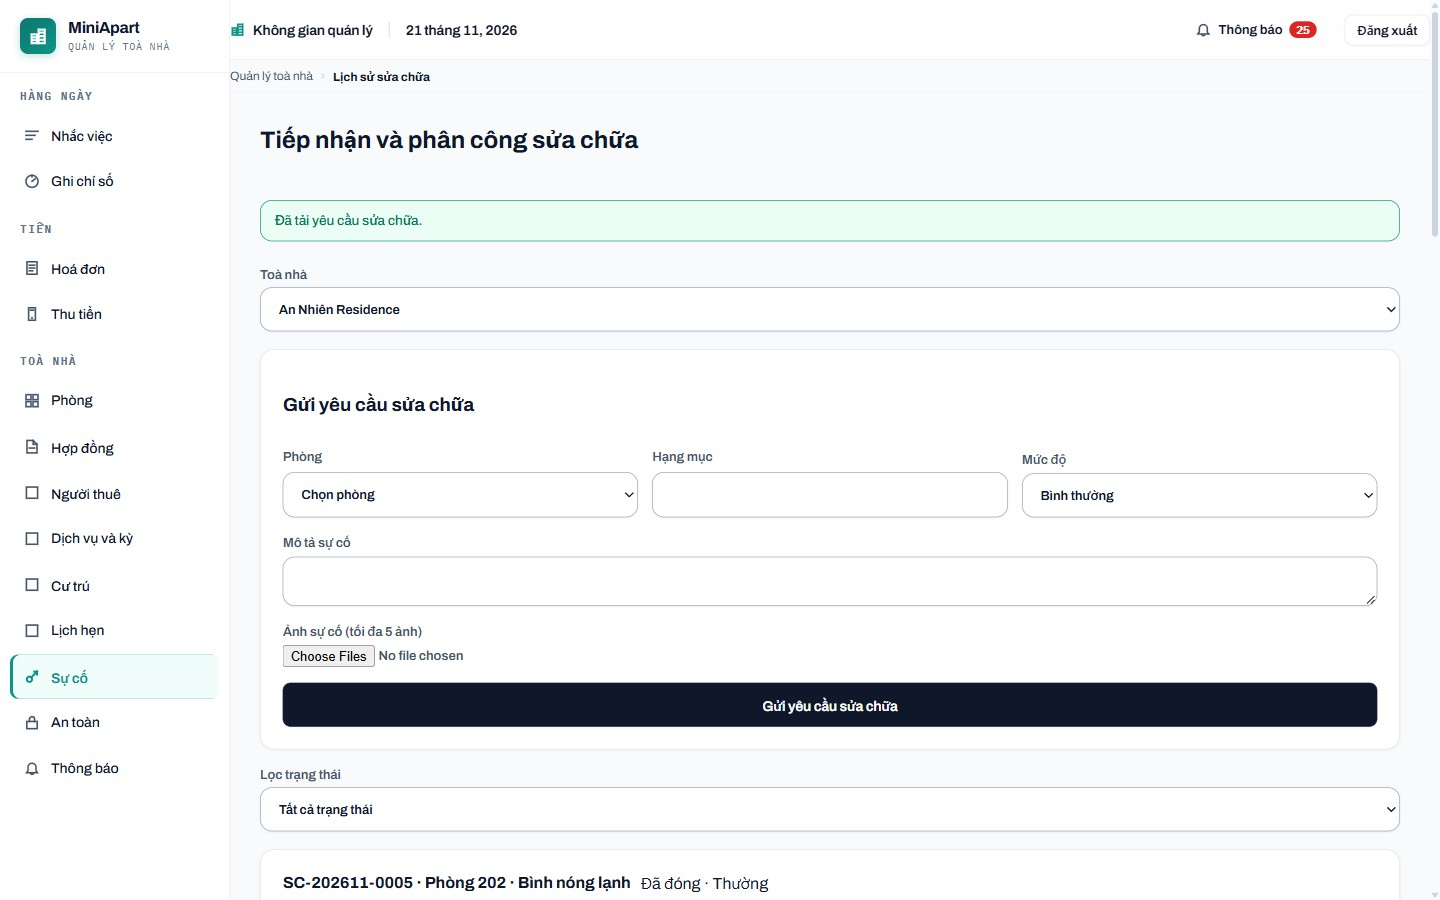 MiniApart
QUẢN LÝ TOÀ NHÀ
Không gian quản lý
21 tháng 11, 2026
Thông báo 25
Đăng xuất
Quản lý toà nhà › Lịch sử sửa chữa
HÀNG NGÀY
Nhắc việc
Ghi chỉ số
TIỀN
Hoá đơn
Thu tiền
TOÀ NHÀ
Phòng
Hợp đồng
Người thuê
Dịch vụ và kỳ
Cư trú
Lịch hẹn
Sự cố
An toàn
Thông báo
Tiếp nhận và phân công sửa chữa
Đã tải yêu cầu sửa chữa.
Toà nhà
An Nhiên Residence
Gửi yêu cầu sửa chữa
Phòng
Hạng mục
Mức độ
Chọn phòng
Bình thường
Mô tả sự cố
Ảnh sự cố (tối đa 5 ảnh)
Choose Files No file chosen
Gửi yêu cầu sửa chữa
Lọc trạng thái
Tất cả trạng thái
SC-202611-0005 · Phòng 202 · Bình nóng lạnh Đã đóng · Thường